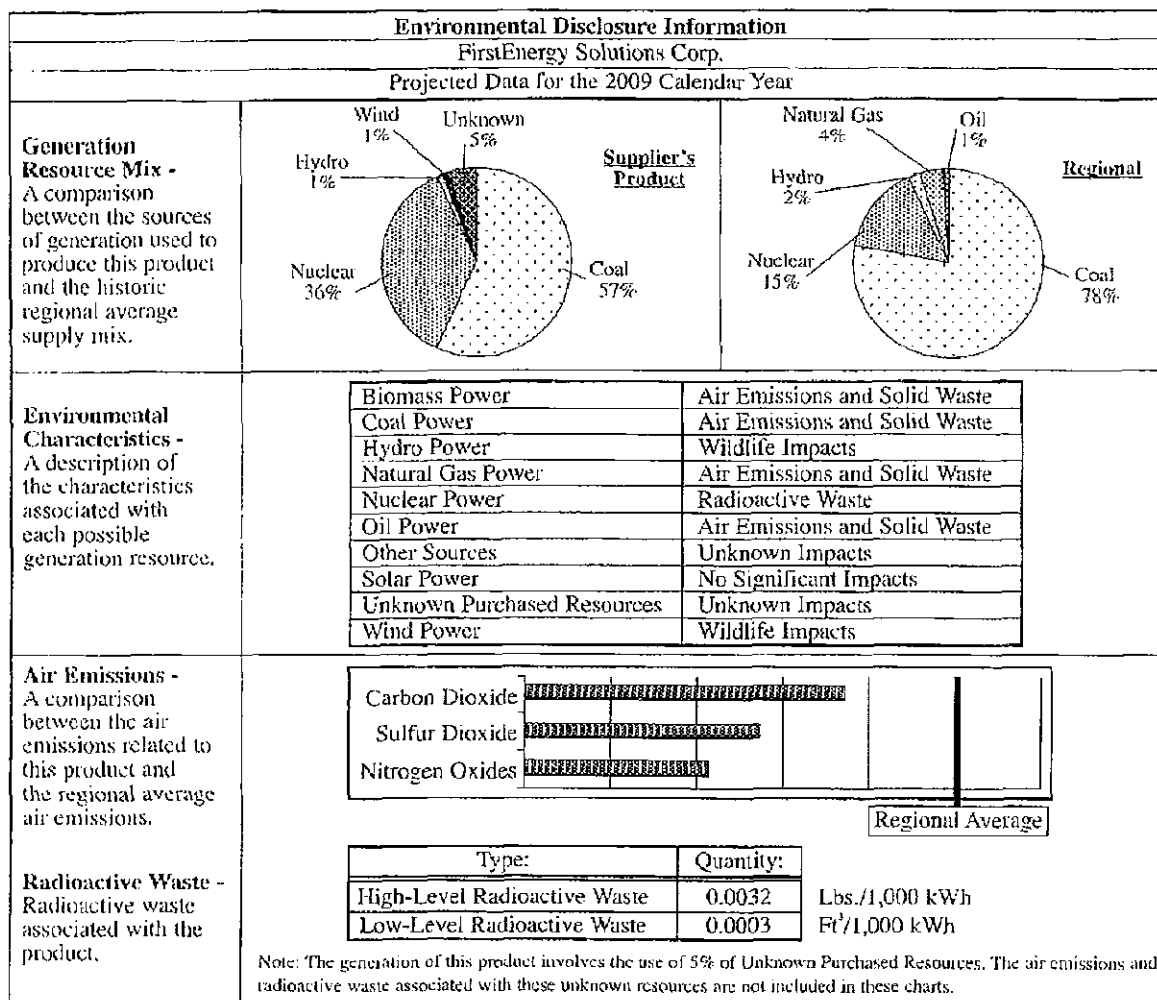 Environmental Disclosure Information
FirstEnergy Solutions Corp.
Projected Data for the 2009 Calendar Year
Generation
Resource Mix -
A comparison
between the sources
of generation used to
produce this product
and the historic
regional average
supply mix.
Wind
1%
Unknown
5%
Hydro
1%
Nuclear
36%
Coal
57%
Supplier's
Product
Natural Gas
4%
Oil
1%
Hydro
2%
Nuclear
15%
Coal
78%
Regional
Environmental
Characteristics -
A description of
the characteristics
associated with
each possible
generation resource.
Biomass Power Air Emissions and Solid Waste
Coal Power Air Emissions and Solid Waste
Hydro Power Wildlife Impacts
Natural Gas Power Air Emissions and Solid Waste
Nuclear Power Radioactive Waste
Oil Power Air Emissions and Solid Waste
Other Sources Unknown Impacts
Solar Power No Significant Impacts
Unknown Purchased Resources Unknown Impacts
Wind Power Wildlife Impacts
Air Emissions -
A comparison
between the air
emissions related to
this product and
the regional average
air emissions.
Carbon Dioxide
Sulfur Dioxide
Nitrogen Oxides
Regional Average
Radioactive Waste -
Radioactive waste
associated with the
product.
Type: Quantity:
High-Level Radioactive Waste 0.0032 Lbs./1,000 kWh
Low-Level Radioactive Waste 0.0003 Ft³/1,000 kWh
Note: The generation of this product involves the use of 5% of Unknown Purchased Resources. The air emissions and
radioactive waste associated with these unknown resources are not included in these charts.